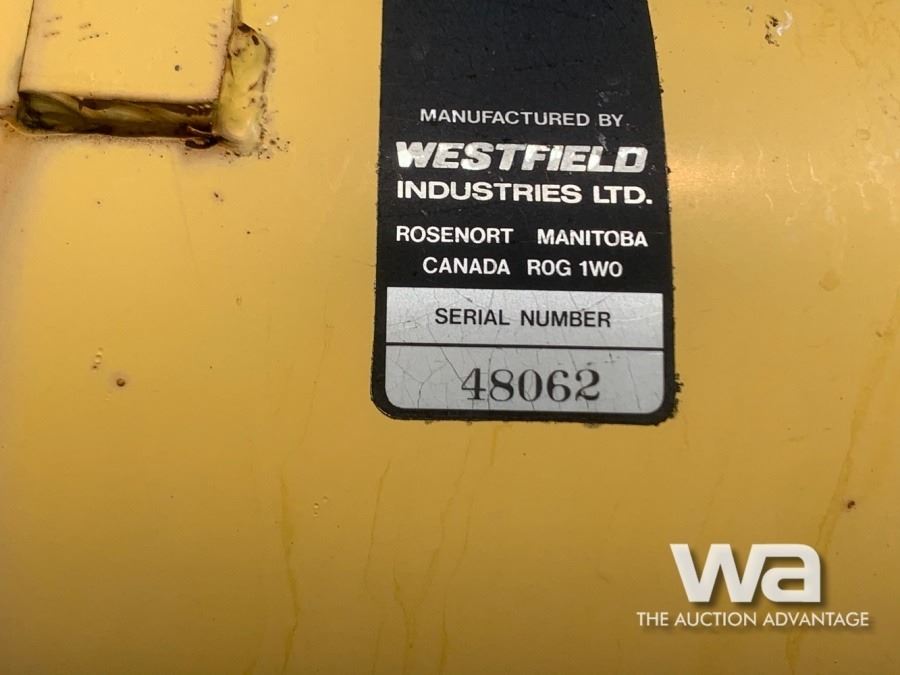 MANUFACTURED BY
WESTFIELD
INDUSTRIES LTD.
ROSENORT MANITOBA
CANADA R0G 1W0
SERIAL NUMBER
48062
wa
THE AUCTION ADVANTAGE